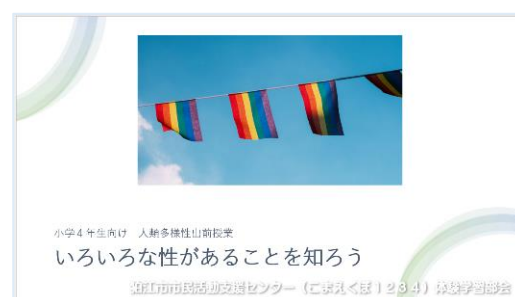 小学4年生向け 人類多様性出前授業
いろいろな性があることを知ろう
狛江市市民活動支援センター（こまえくぼ1234）体験学習部会